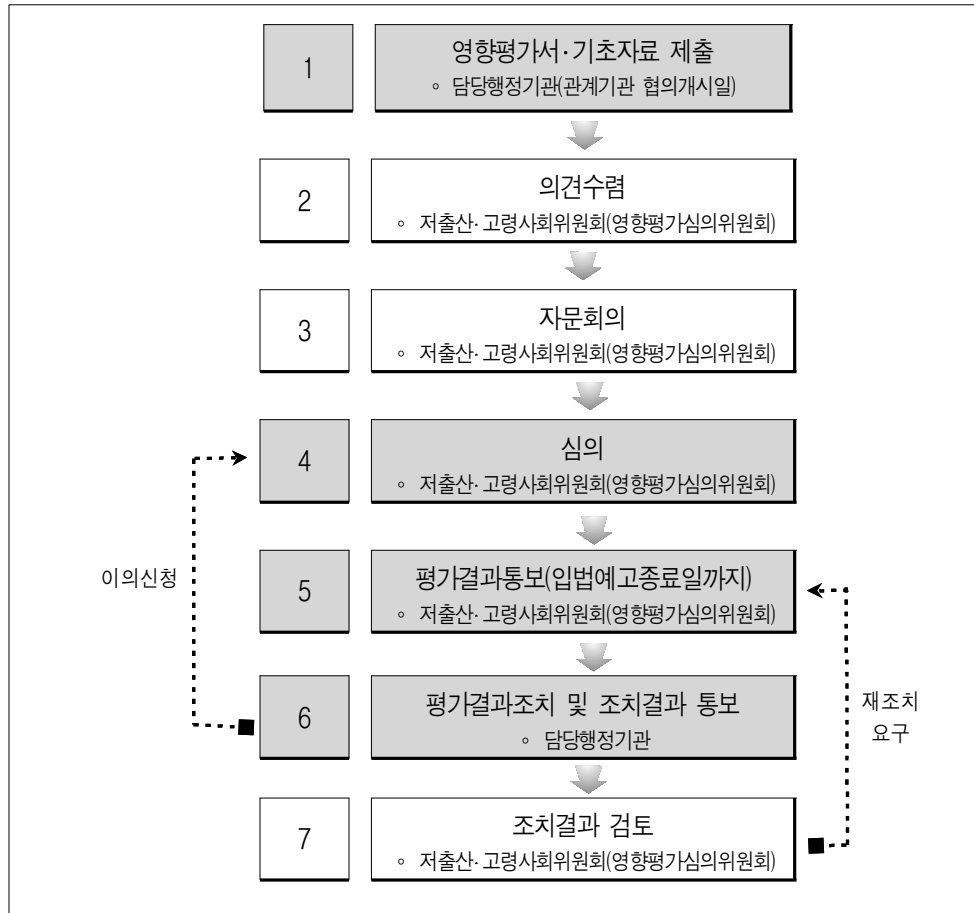 1
영향평가서·기초자료 제출
◦ 담당행정기관(관계기관 협의개시일)
2
의견수렴
◦ 저출산·고령사회위원회(영향평가심의위원회)
3
자문회의
◦ 저출산·고령사회위원회(영향평가심의위원회)
4
심의
◦ 저출산·고령사회위원회(영향평가심의위원회)
이의신청
5
평가결과통보(입법예고종료일까지)
◦ 저출산·고령사회위원회(영향평가심의위원회)
6
평가결과조치 및 조치결과 통보
◦ 담당행정기관
재조치
요구
7
조치결과 검토
◦ 저출산·고령사회위원회(영향평가심의위원회)